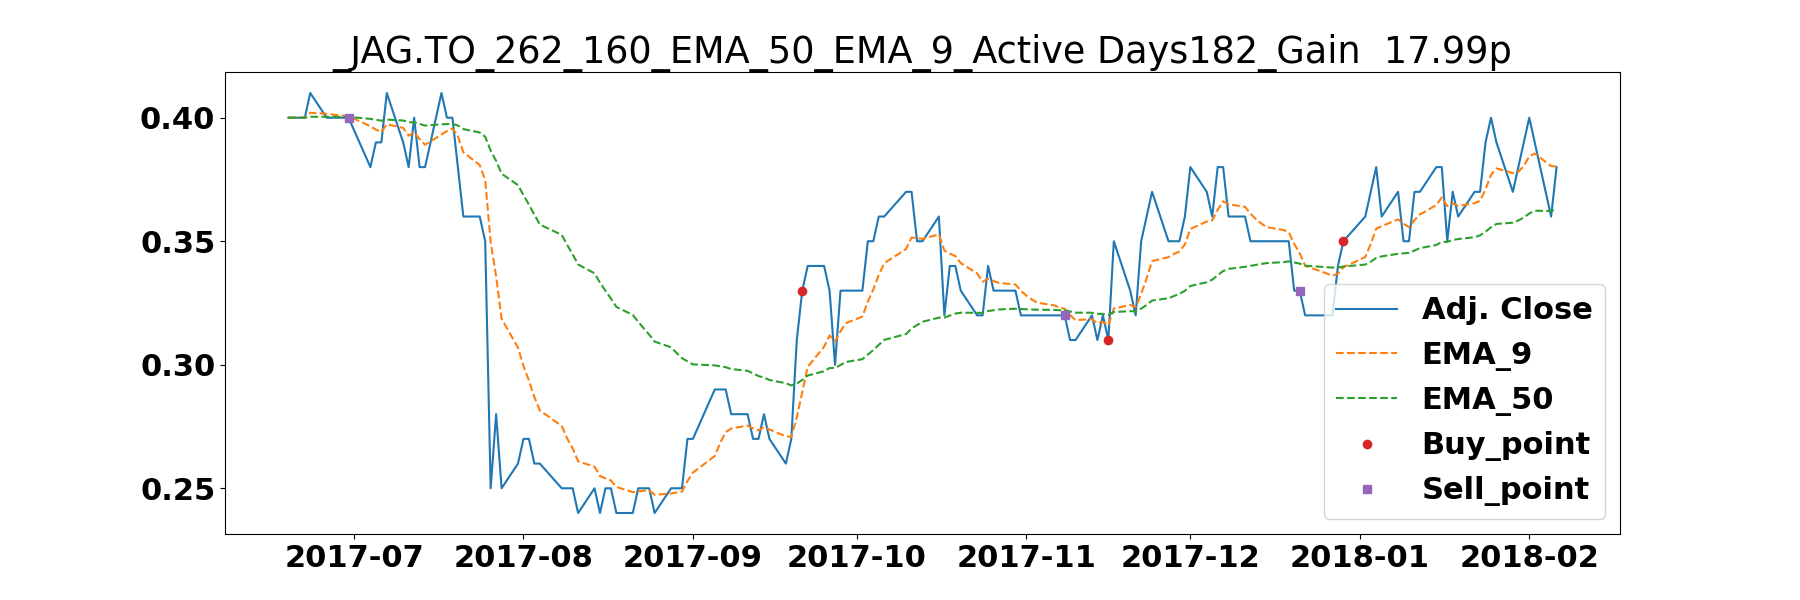 _JAG.TO_262_160_EMA_50_EMA_9_Active Days182_Gain  17.99p
0.40
0.35
0.30
0.25
2017-07 2017-08 2017-09 2017-10 2017-11 2017-12 2018-01 2018-02
Adj. Close
EMA_9
EMA_50
Buy_point
Sell_point